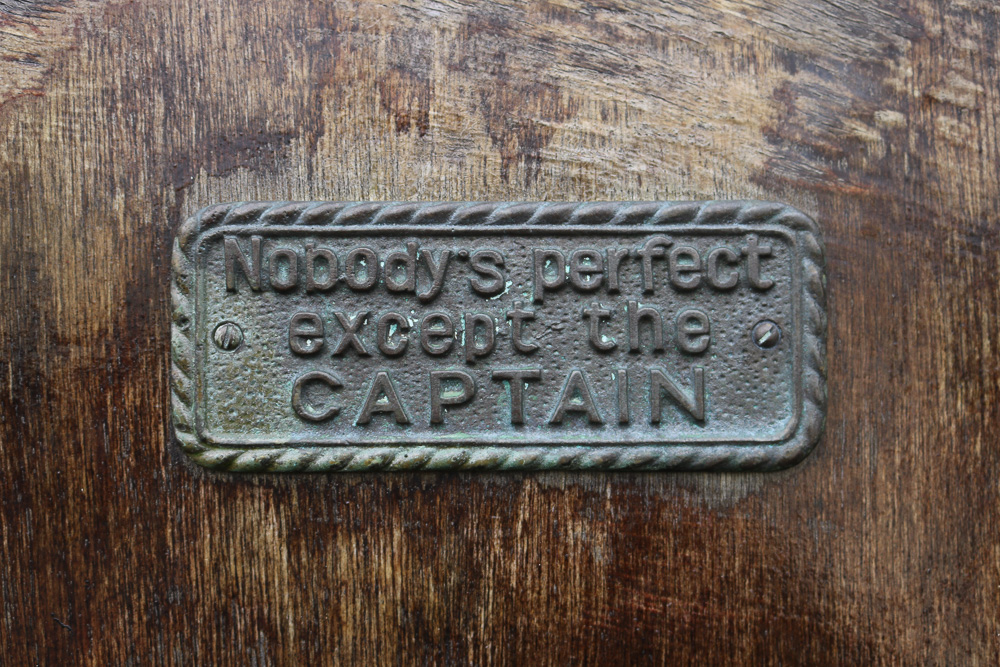 Nobody's perfect
except the
CAPTAIN